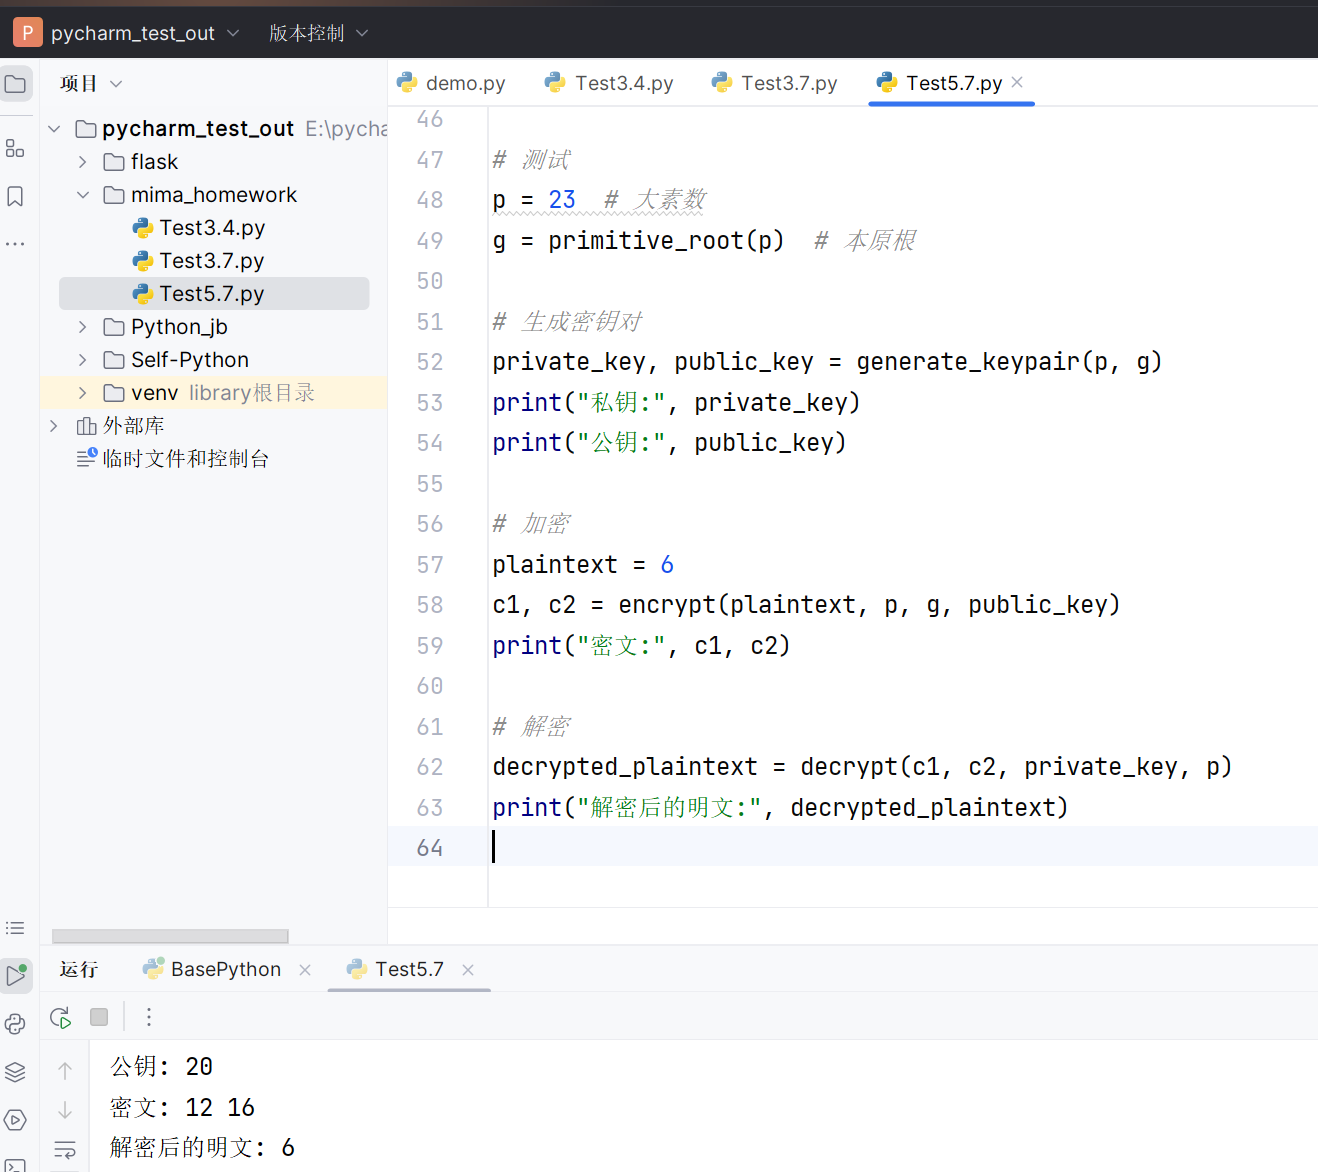 P pycharm_test_out 版本控制
项目
demo.py Test3.4.py Test3.7.py Test5.7.py
pycharm_test_out E:\pycha
flask
mima_homework
Test3.4.py
Test3.7.py
Test5.7.py
Python_jb
Self-Python
venv library根目录
外部库
临时文件和控制台
46
47 # 测试
48 p = 23 # 大素数
49 g = primitive_root(p) # 本原根
50
51 # 生成密钥对
52 private_key, public_key = generate_keypair(p, g)
53 print("私钥:", private_key)
54 print("公钥:", public_key)
55
56 # 加密
57 plaintext = 6
58 c1, c2 = encrypt(plaintext, p, g, public_key)
59 print("密文:", c1, c2)
60
61 # 解密
62 decrypted_plaintext = decrypt(c1, c2, private_key, p)
63 print("解密后的明文:", decrypted_plaintext)
64
运行 BasePython Test5.7
公钥: 20
密文: 12 16
解密后的明文: 6